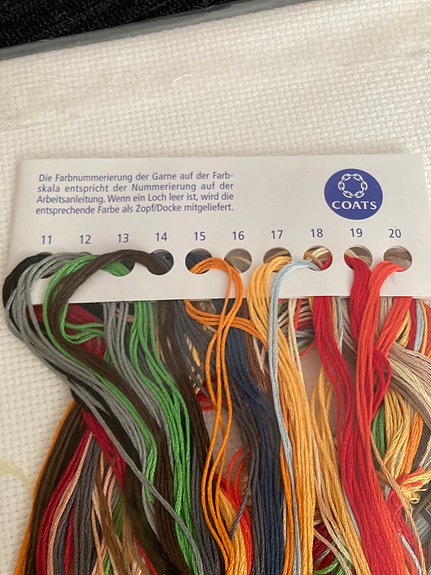 Die Farbnummerierung der Garne auf der Farb-
skala entspricht der Nummerierung auf der
Arbeitsanleitung. Wenn ein Loch leer ist, wird die
entsprechende Farbe als Zopf/Docke mitgeliefert.
COATS
11 12 13 14 15 16 17 18 19 20